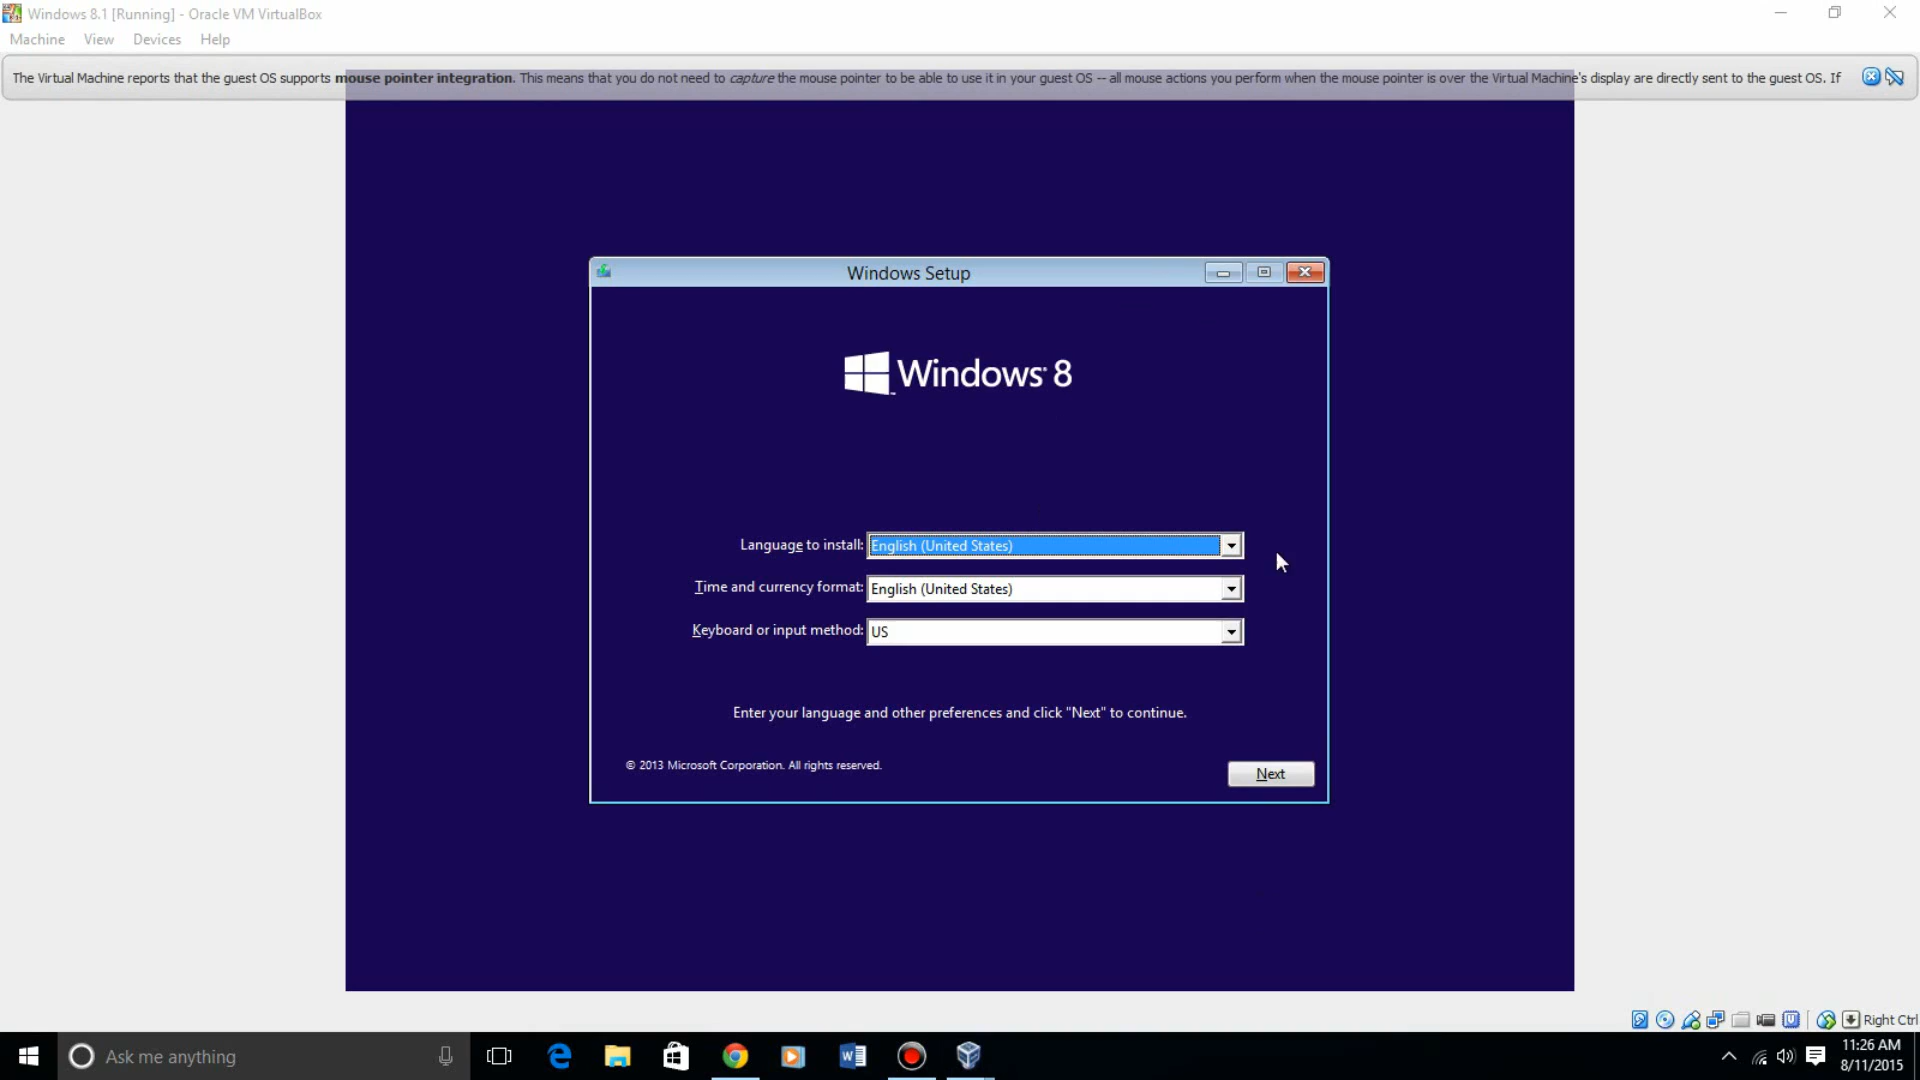 Windows 8.1 [Running] - Oracle VM VirtualBox
Machine View Devices Help
The Virtual Machine reports that the guest OS supports mouse pointer integration. This means that you do not need to capture the mouse pointer to be able to use it in your guest OS -- all mouse actions you perform when the mouse pointer is over the Virtual Machine's display are directly sent to the guest OS. If
Windows Setup
Windows 8
Language to install: English (United States)
Time and currency format: English (United States)
Keyboard or input method: US
Enter your language and other preferences and click "Next" to continue.
© 2013 Microsoft Corporation. All rights reserved.
Next
Right Ctrl
Ask me anything
11:26 AM
8/11/2015